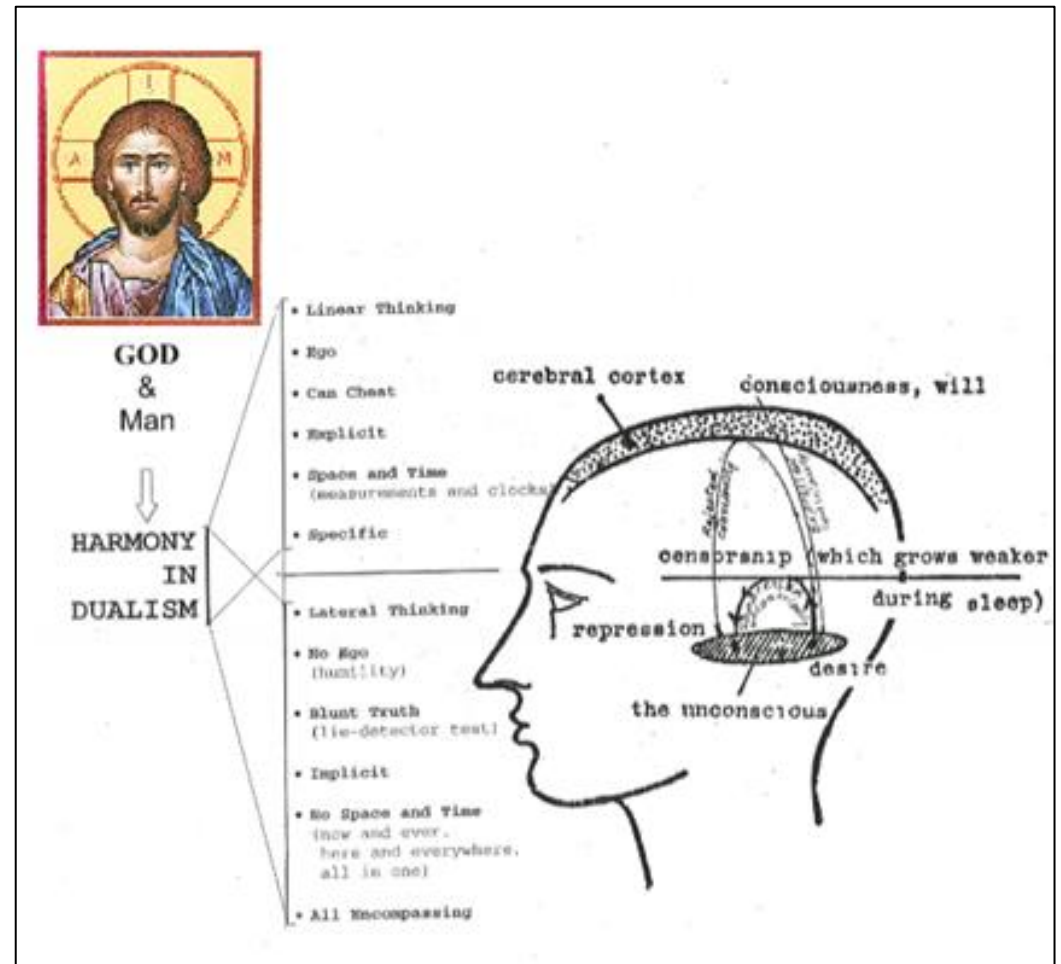 I
A M
GOD
&
Man
HARMONY
IN
DUALISM
• Linear Thinking
• Ego
• Can Cheat
• Explicit
• Space and Time
(measurements and clocks)
• Specific
• Lateral Thinking
• No Ego
(humility)
• Blunt Truth
(lie-detector test)
• Implicit
• No Space and Time
(now and ever,
here and everywhere,
all in one)
• All Encompassing
cerebral cortex
consciousness, will
Rejected
censorship (which grows weaker
during sleep)
repression
desire
the unconscious